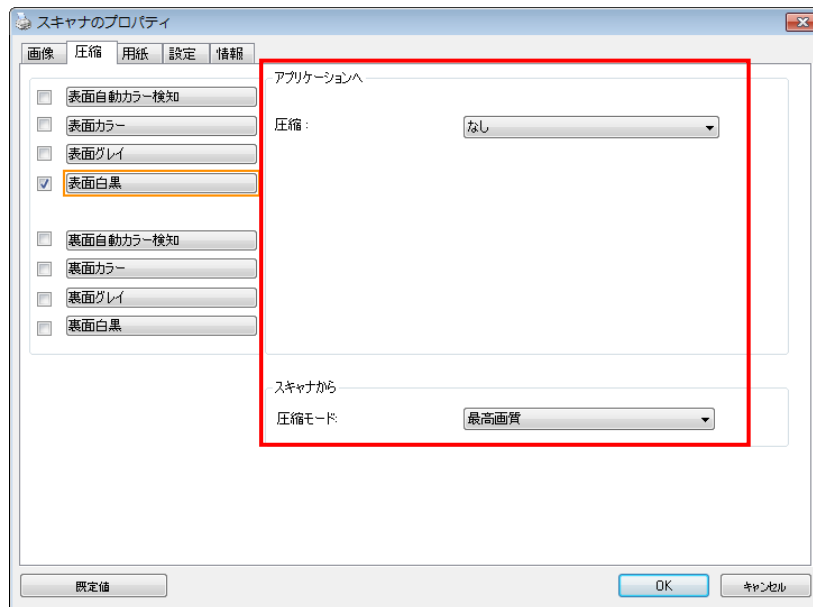 スキャナのプロパティ
画像 圧縮 用紙 設定 情報
アプリケーションへ
表面自動カラー検知
表面カラー
圧縮 : なし
表面グレイ
表面白黒
裏面自動カラー検知
裏面カラー
裏面グレイ
裏面白黒
スキャナから
圧縮モード: 最高画質
既定値 OK キャンセル